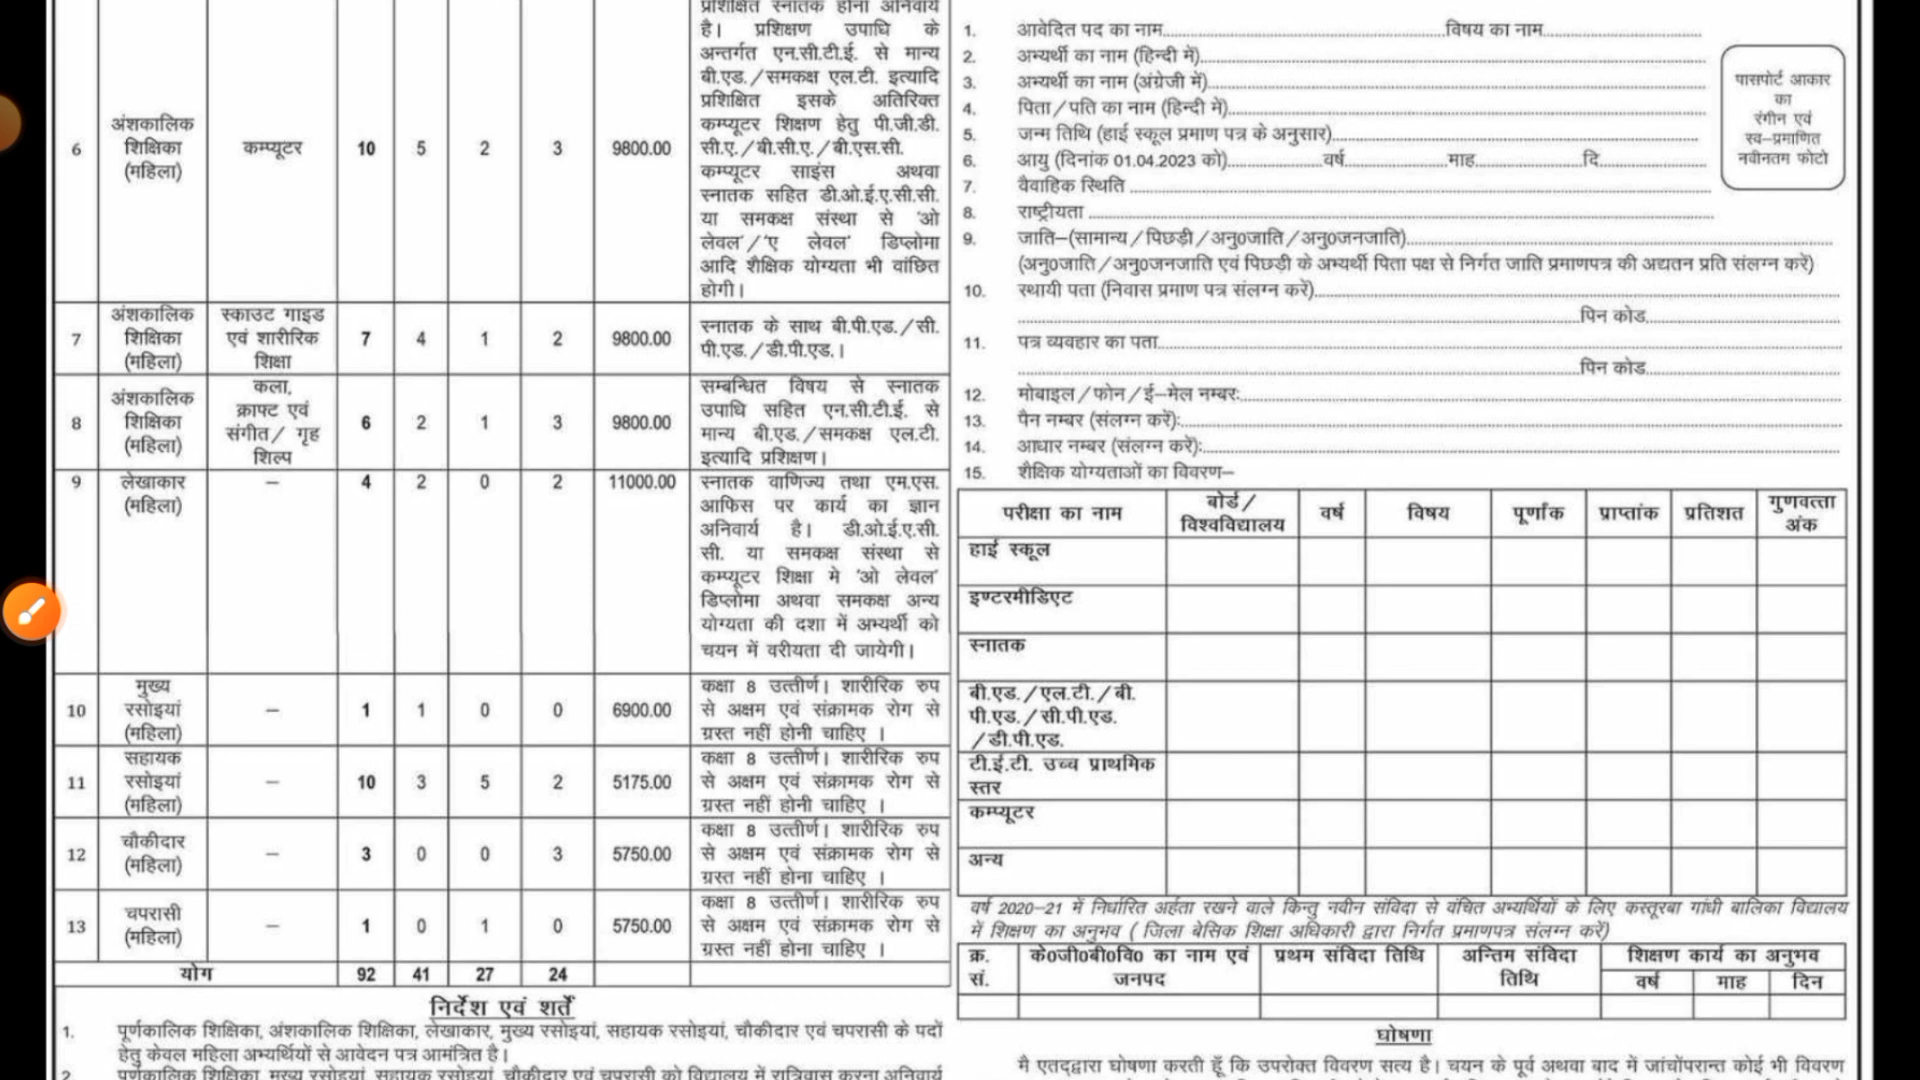 प्रशिक्षित स्नातक होना अनिवार्य
है। प्रशिक्षण उपाधि के
अन्तर्गत एन.सी.टी.ई. से मान्य
बी.एड./समकक्ष एल.टी. इत्यादि
प्रशिक्षित इसके अतिरिक्त
कम्प्यूटर शिक्षण हेतु पी.जी.डी.
सी.ए./बी.सी.ए./बी.एस.सी.
कम्प्यूटर साइंस अथवा
स्नातक सहित डी.ओ.ई.ए.सी.सी.
या समकक्ष संस्था से 'ओ
लेवल'/'ए लेवल' डिप्लोमा
आदि शैक्षिक योग्यता भी वांछित
होगी।
6 अंशकालिक शिक्षिका (महिला) कम्प्यूटर 10 5 2 3 9800.00
7 अंशकालिक शिक्षिका (महिला) स्काउट गाइड एवं शारीरिक शिक्षा 7 4 1 2 9800.00
स्नातक के साथ बी.पी.एड./सी.
पी.एड./डी.पी.एड.।
8 अंशकालिक शिक्षिका (महिला) कला, क्राफ्ट एवं संगीत/ गृह शिल्प 6 2 1 3 9800.00
सम्बन्धित विषय से स्नातक
उपाधि सहित एन.सी.टी.ई. से
मान्य बी.एड./समकक्ष एल.टी.
इत्यादि प्रशिक्षण।
9 लेखाकार (महिला) – 4 2 0 2 11000.00
स्नातक वाणिज्य तथा एम.एस.
आफिस पर कार्य का ज्ञान
अनिवार्य है। डी.ओ.ई.ए.सी.
सी. या समकक्ष संस्था से
कम्प्यूटर शिक्षा मे 'ओ लेवल'
डिप्लोमा अथवा समकक्ष अन्य
योग्यता की दशा में अभ्यर्थी को
चयन में वरीयता दी जायेगी।
10 मुख्य रसोइयां (महिला) – 1 1 0 0 6900.00
कक्षा 8 उत्तीर्ण। शारीरिक रुप
से अक्षम एवं संक्रामक रोग से
ग्रस्त नहीं होनी चाहिए ।
11 सहायक रसोइयां (महिला) – 10 3 5 2 5175.00
कक्षा 8 उत्तीर्ण। शारीरिक रुप
से अक्षम एवं संक्रामक रोग से
ग्रस्त नहीं होनी चाहिए ।
12 चौकीदार (महिला) – 3 0 0 3 5750.00
कक्षा 8 उत्तीर्ण। शारीरिक रुप
से अक्षम एवं संक्रामक रोग से
ग्रस्त नहीं होना चाहिए ।
13 चपरासी (महिला) – 1 0 1 0 5750.00
कक्षा 8 उत्तीर्ण। शारीरिक रुप
से अक्षम एवं संक्रामक रोग से
ग्रस्त नहीं होना चाहिए ।
योग 92 41 27 24
निर्देश एवं शर्तें
1. पूर्णकालिक शिक्षिका, अंशकालिक शिक्षिका, लेखाकार, मुख्य रसोइयां, सहायक रसोइयां, चौकीदार एवं चपरासी के पदों
हेतु केवल महिला अभ्यर्थियों से आवेदन पत्र आमंत्रित है।
2. पूर्णकालिक शिक्षिका, मुख्य रसोइयां, सहायक रसोइयां, चौकीदार एवं चपरासी को विद्यालय में रात्रिवास करना अनिवार्य
1. आवेदित पद का नाम.....विषय का नाम.....
2. अभ्यर्थी का नाम (हिन्दी में).....
3. अभ्यर्थी का नाम (अंग्रेजी में).....
4. पिता/पति का नाम (हिन्दी में).....
5. जन्म तिथि (हाई स्कूल प्रमाण पत्र के अनुसार).....
6. आयु (दिनांक 01.04.2023 को).....वर्ष.....माह.....दि.....
7. वैवाहिक स्थिति .....
8. राष्ट्रीयता .....
9. जाति–(सामान्य/पिछड़ी/अनु0जाति/अनु0जनजाति).....
(अनु0जाति/अनु0जनजाति एवं पिछड़ी के अभ्यर्थी पिता पक्ष से निर्गत जाति प्रमाणपत्र की अद्यतन प्रति संलग्न करें)
10. स्थायी पता (निवास प्रमाण पत्र संलग्न करें).....
.....पिन कोड.....
11. पत्र व्यवहार का पता.....
.....पिन कोड.....
12. मोबाइल/फोन/ई–मेल नम्बर:.....
13. पैन नम्बर (संलग्न करें):.....
14. आधार नम्बर (संलग्न करें):.....
15. शैक्षिक योग्यताओं का विवरण–
पासपोर्ट आकार
का
रंगीन एवं
स्व–प्रमाणित
नवीनतम फोटो
परीक्षा का नाम बोर्ड/ विश्वविद्यालय वर्ष विषय पूर्णांक प्राप्तांक प्रतिशत गुणवत्ता अंक
हाई स्कूल
इण्टरमीडिएट
स्नातक
बी.एड./एल.टी./बी.
पी.एड./सी.पी.एड.
/डी.पी.एड.
टी.ई.टी. उच्च प्राथमिक
स्तर
कम्प्यूटर
अन्य
वर्ष 2020–21 में निर्धारित अर्हता रखने वाले किन्तु नवीन संविदा से वंचित अभ्यर्थियों के लिए कस्तूरबा गांधी बालिका विद्यालय
में शिक्षण का अनुभव ( जिला बेसिक शिक्षा अधिकारी द्वारा निर्गत प्रमाणपत्र संलग्न करें)
क्र. सं. के0जी0बी0वि0 का नाम एवं जनपद प्रथम संविदा तिथि अन्तिम संविदा तिथि शिक्षण कार्य का अनुभव
वर्ष माह दिन
घोषणा
मै एतद्द्वारा घोषणा करती हूँ कि उपरोक्त विवरण सत्य है। चयन के पूर्व अथवा बाद में जांचोंपरान्त कोई भी विवरण